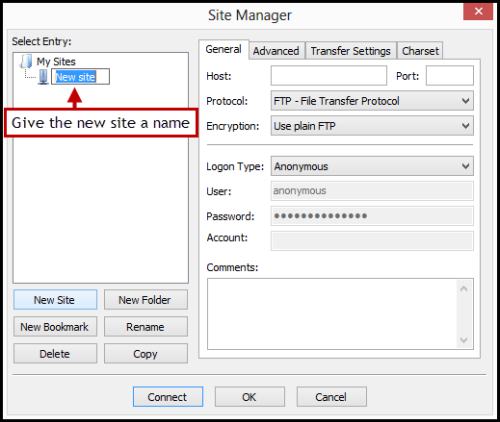 Site Manager
Select Entry:
My Sites
New site
Give the new site a name
New Site
New Folder
New Bookmark
Rename
Delete
Copy
General
Advanced
Transfer Settings
Charset
Host:
Port:
Protocol:
FTP - File Transfer Protocol
Encryption:
Use plain FTP
Logon Type:
Anonymous
User:
anonymous
Password:
••••••••••••••
Account:
Comments:
Connect
OK
Cancel